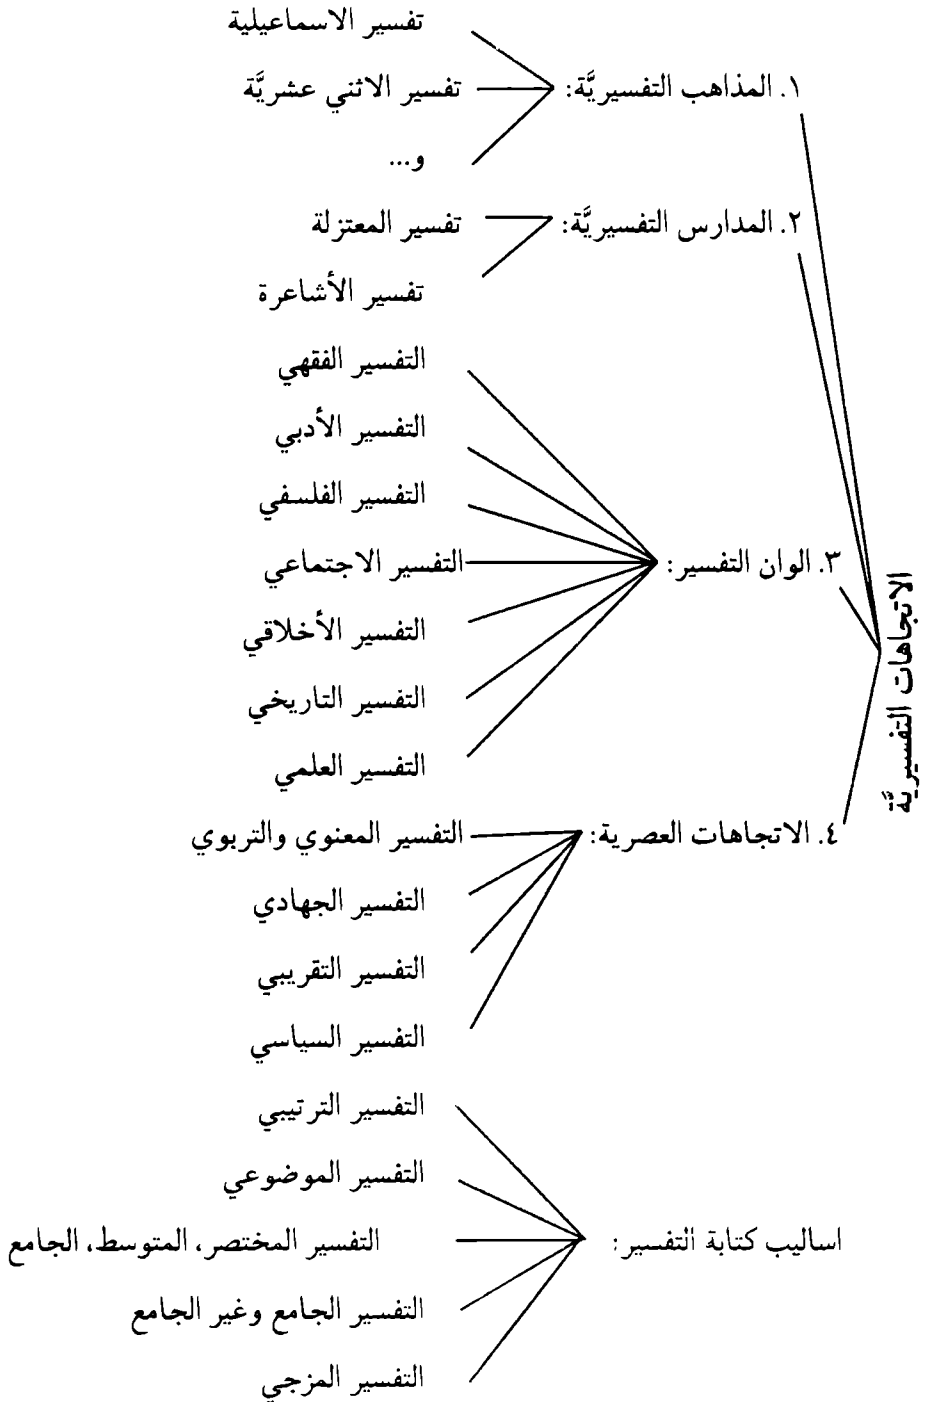 تفسير الاسماعيلية
١. المذاهب التفسيريَّة: تفسير الاثني عشريَّة
و...
٢. المدارس التفسيريَّة: تفسير المعتزلة
تفسير الأشاعرة
التفسير الفقهي
التفسير الأدبي
التفسير الفلسفي
٣. الوان التفسير: التفسير الاجتماعي
التفسير الأخلاقي
التفسير التاريخي
التفسير العلمي
الاتجاهات التفسيريَّة
٤. الاتجاهات العصرية: التفسير المعنوي والتربوي
التفسير الجهادي
التفسير التقريبي
التفسير السياسي
التفسير الترتيبي
التفسير الموضوعي
اساليب كتابة التفسير: التفسير المختصر، المتوسط، الجامع
التفسير الجامع وغير الجامع
التفسير المزجي